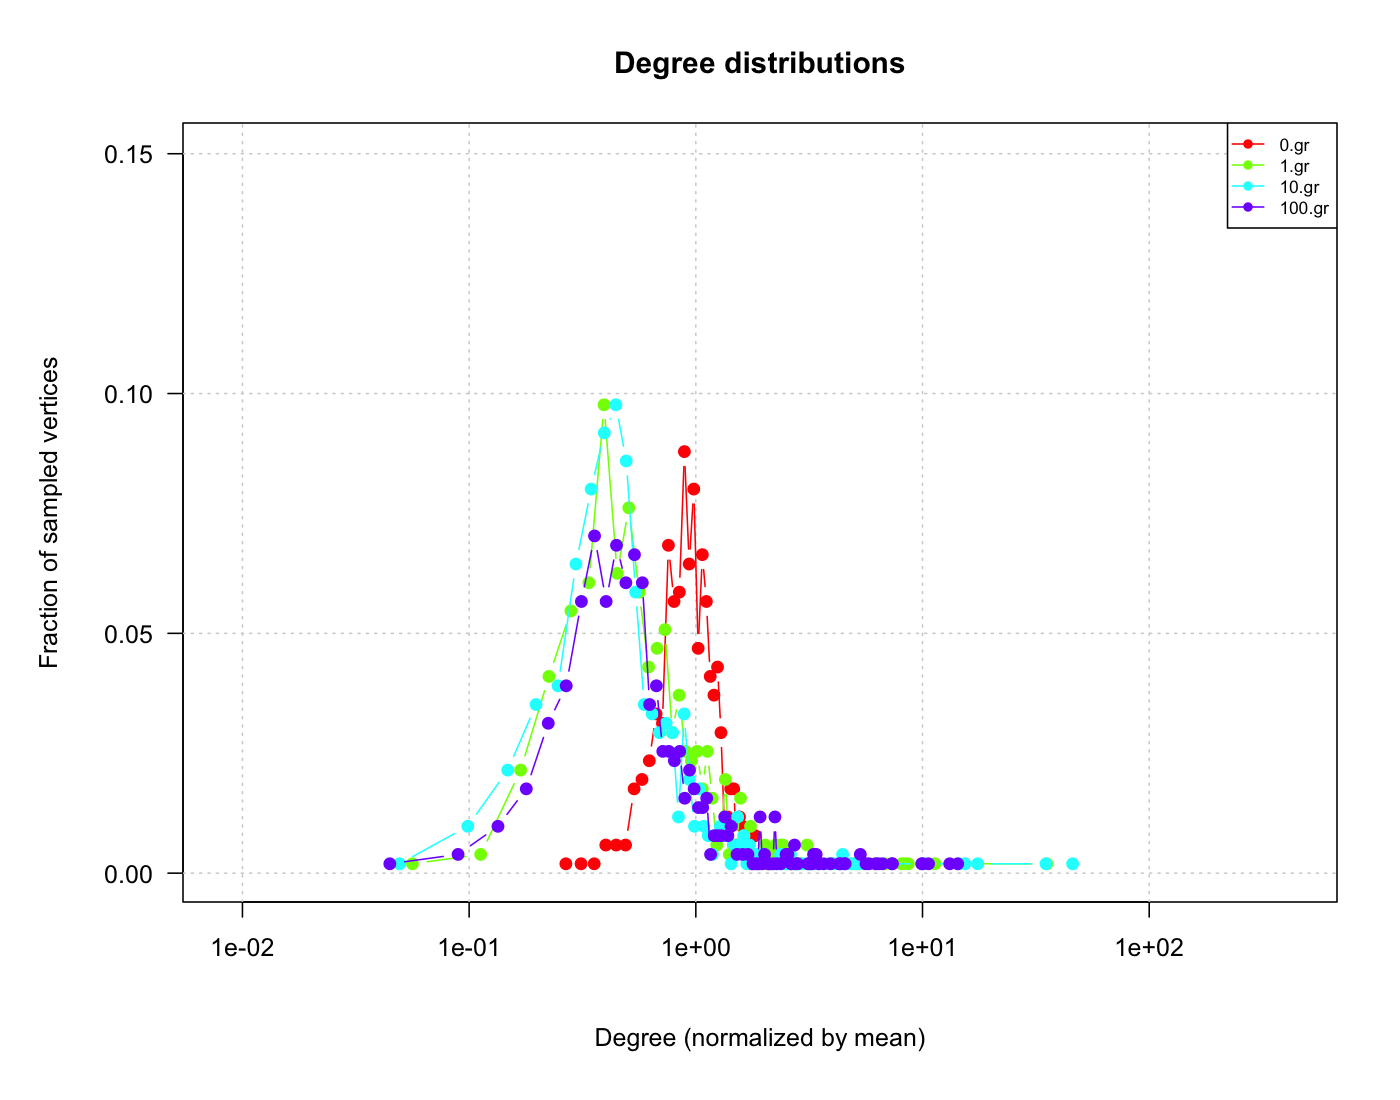 Degree distributions
Fraction of sampled vertices
0.15
0.10
0.05
0.00
0.gr
1.gr
10.gr
100.gr
1e-02 1e-01 1e+00 1e+01 1e+02
Degree (normalized by mean)